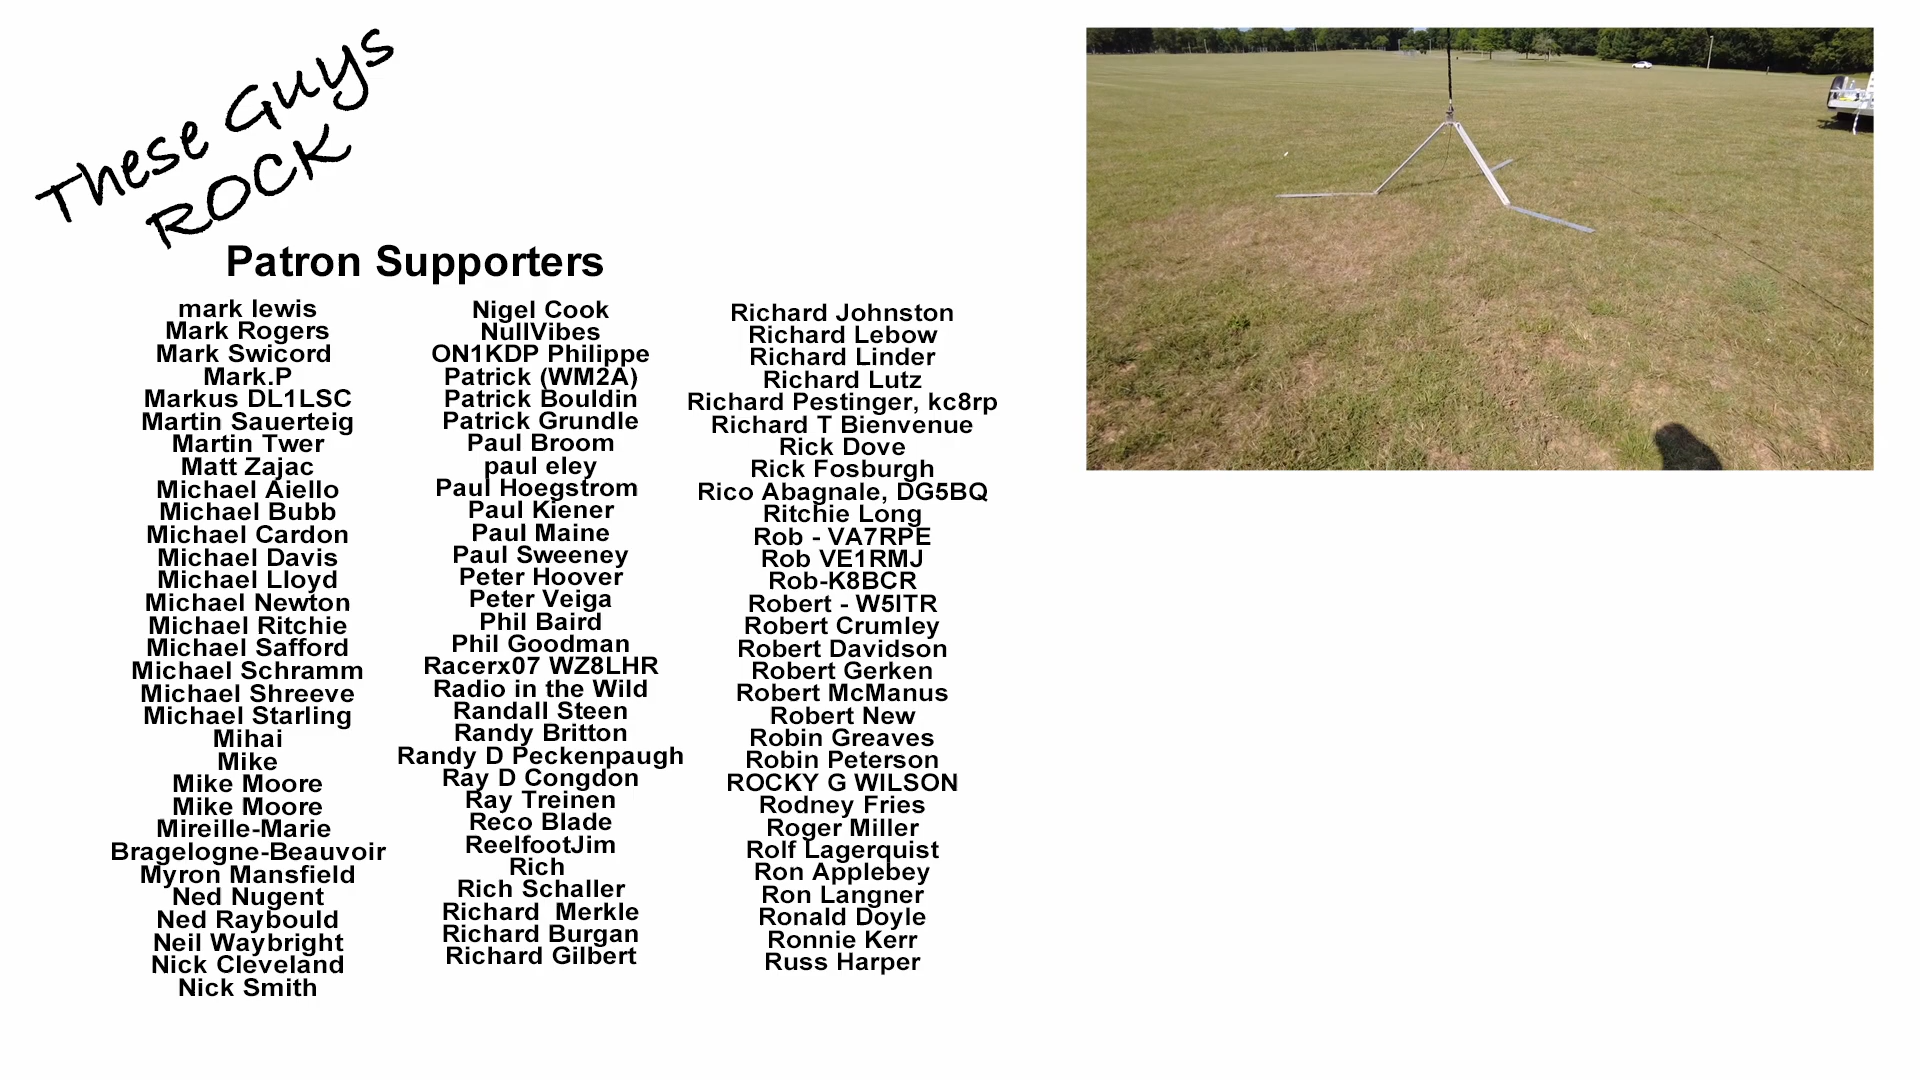 These Guys
ROCK
Patron Supporters
mark lewis
Mark Rogers
Mark Swicord
Mark.P
Markus DL1LSC
Martin Sauerteig
Martin Twer
Matt Zajac
Michael Aiello
Michael Bubb
Michael Cardon
Michael Davis
Michael Lloyd
Michael Newton
Michael Ritchie
Michael Safford
Michael Schramm
Michael Shreeve
Michael Starling
Mihai
Mike
Mike Moore
Mike Moore
Mireille-Marie
Bragelogne-Beauvoir
Myron Mansfield
Ned Nugent
Ned Raybould
Neil Waybright
Nick Cleveland
Nick Smith
Nigel Cook
NullVibes
ON1KDP Philippe
Patrick (WM2A)
Patrick Bouldin
Patrick Grundle
Paul Broom
paul eley
Paul Hoegstrom
Paul Kiener
Paul Maine
Paul Sweeney
Peter Hoover
Peter Veiga
Phil Baird
Phil Goodman
Racerx07 WZ8LHR
Radio in the Wild
Randall Steen
Randy Britton
Randy D Peckenpaugh
Ray D Congdon
Ray Treinen
Reco Blade
ReelfootJim
Rich
Rich Schaller
Richard  Merkle
Richard Burgan
Richard Gilbert
Richard Johnston
Richard Lebow
Richard Linder
Richard Lutz
Richard Pestinger, kc8rp
Richard T Bienvenue
Rick Dove
Rick Fosburgh
Rico Abagnale, DG5BQ
Ritchie Long
Rob - VA7RPE
Rob VE1RMJ
Rob-K8BCR
Robert - W5ITR
Robert Crumley
Robert Davidson
Robert Gerken
Robert McManus
Robert New
Robin Greaves
Robin Peterson
ROCKY G WILSON
Rodney Fries
Roger Miller
Rolf Lagerquist
Ron Applebey
Ron Langner
Ronald Doyle
Ronnie Kerr
Russ Harper